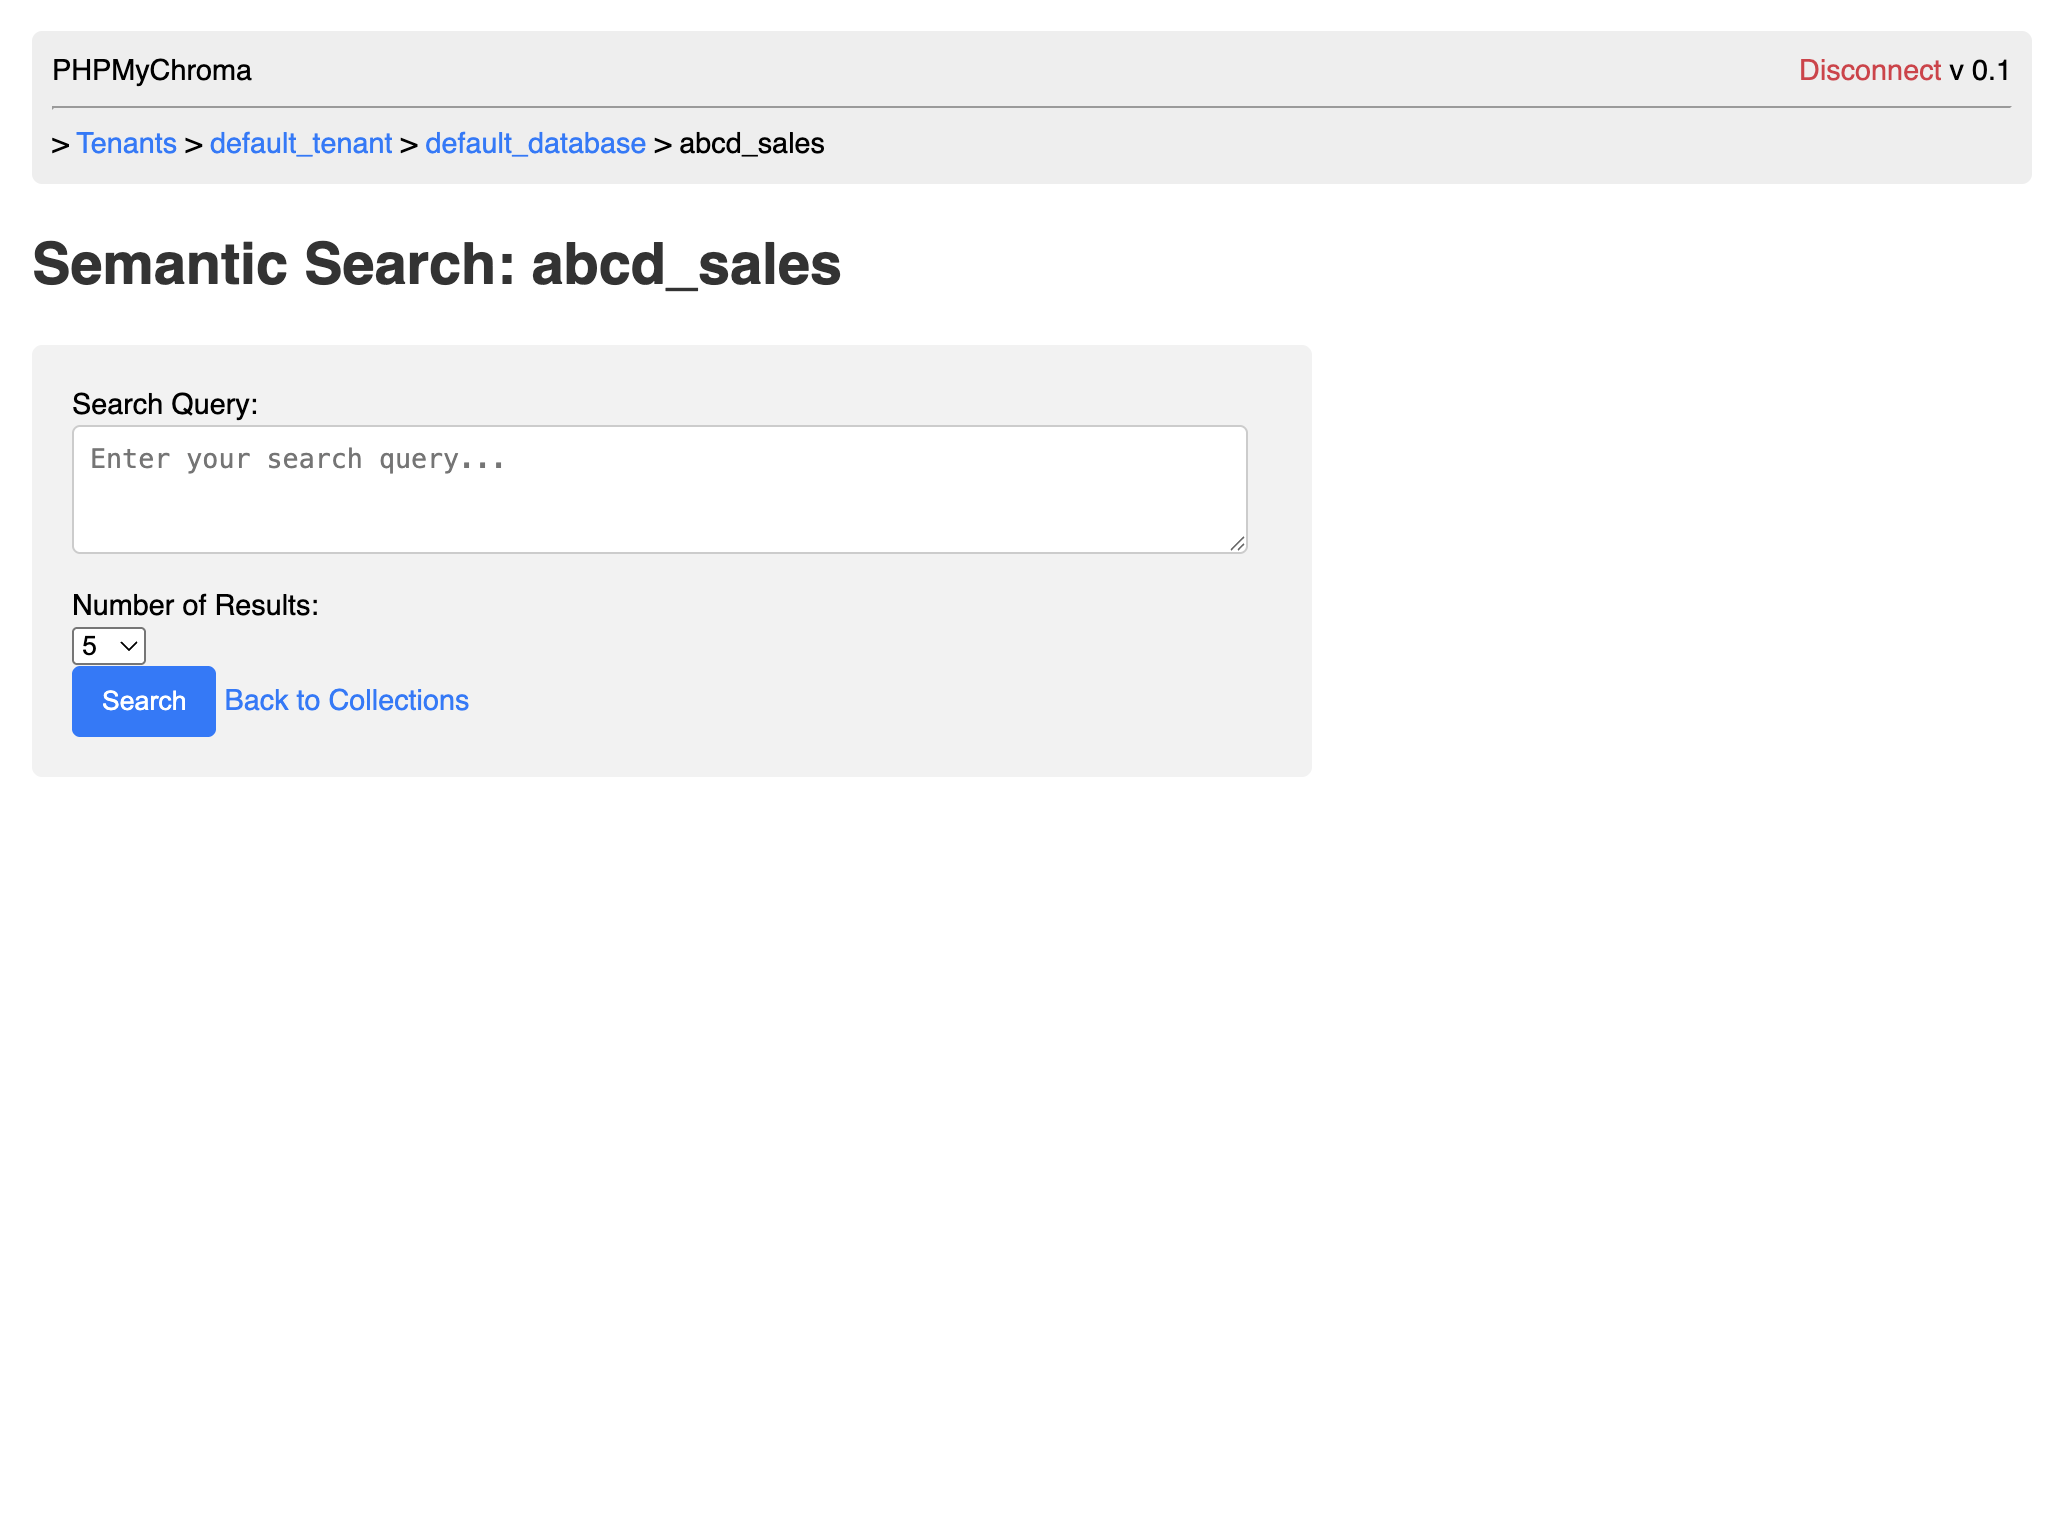 PHPMyChroma Disconnect v 0.1
> Tenants > default_tenant > default_database > abcd_sales
Semantic Search: abcd_sales
Search Query:
Enter your search query...
Number of Results:
5
Search Back to Collections